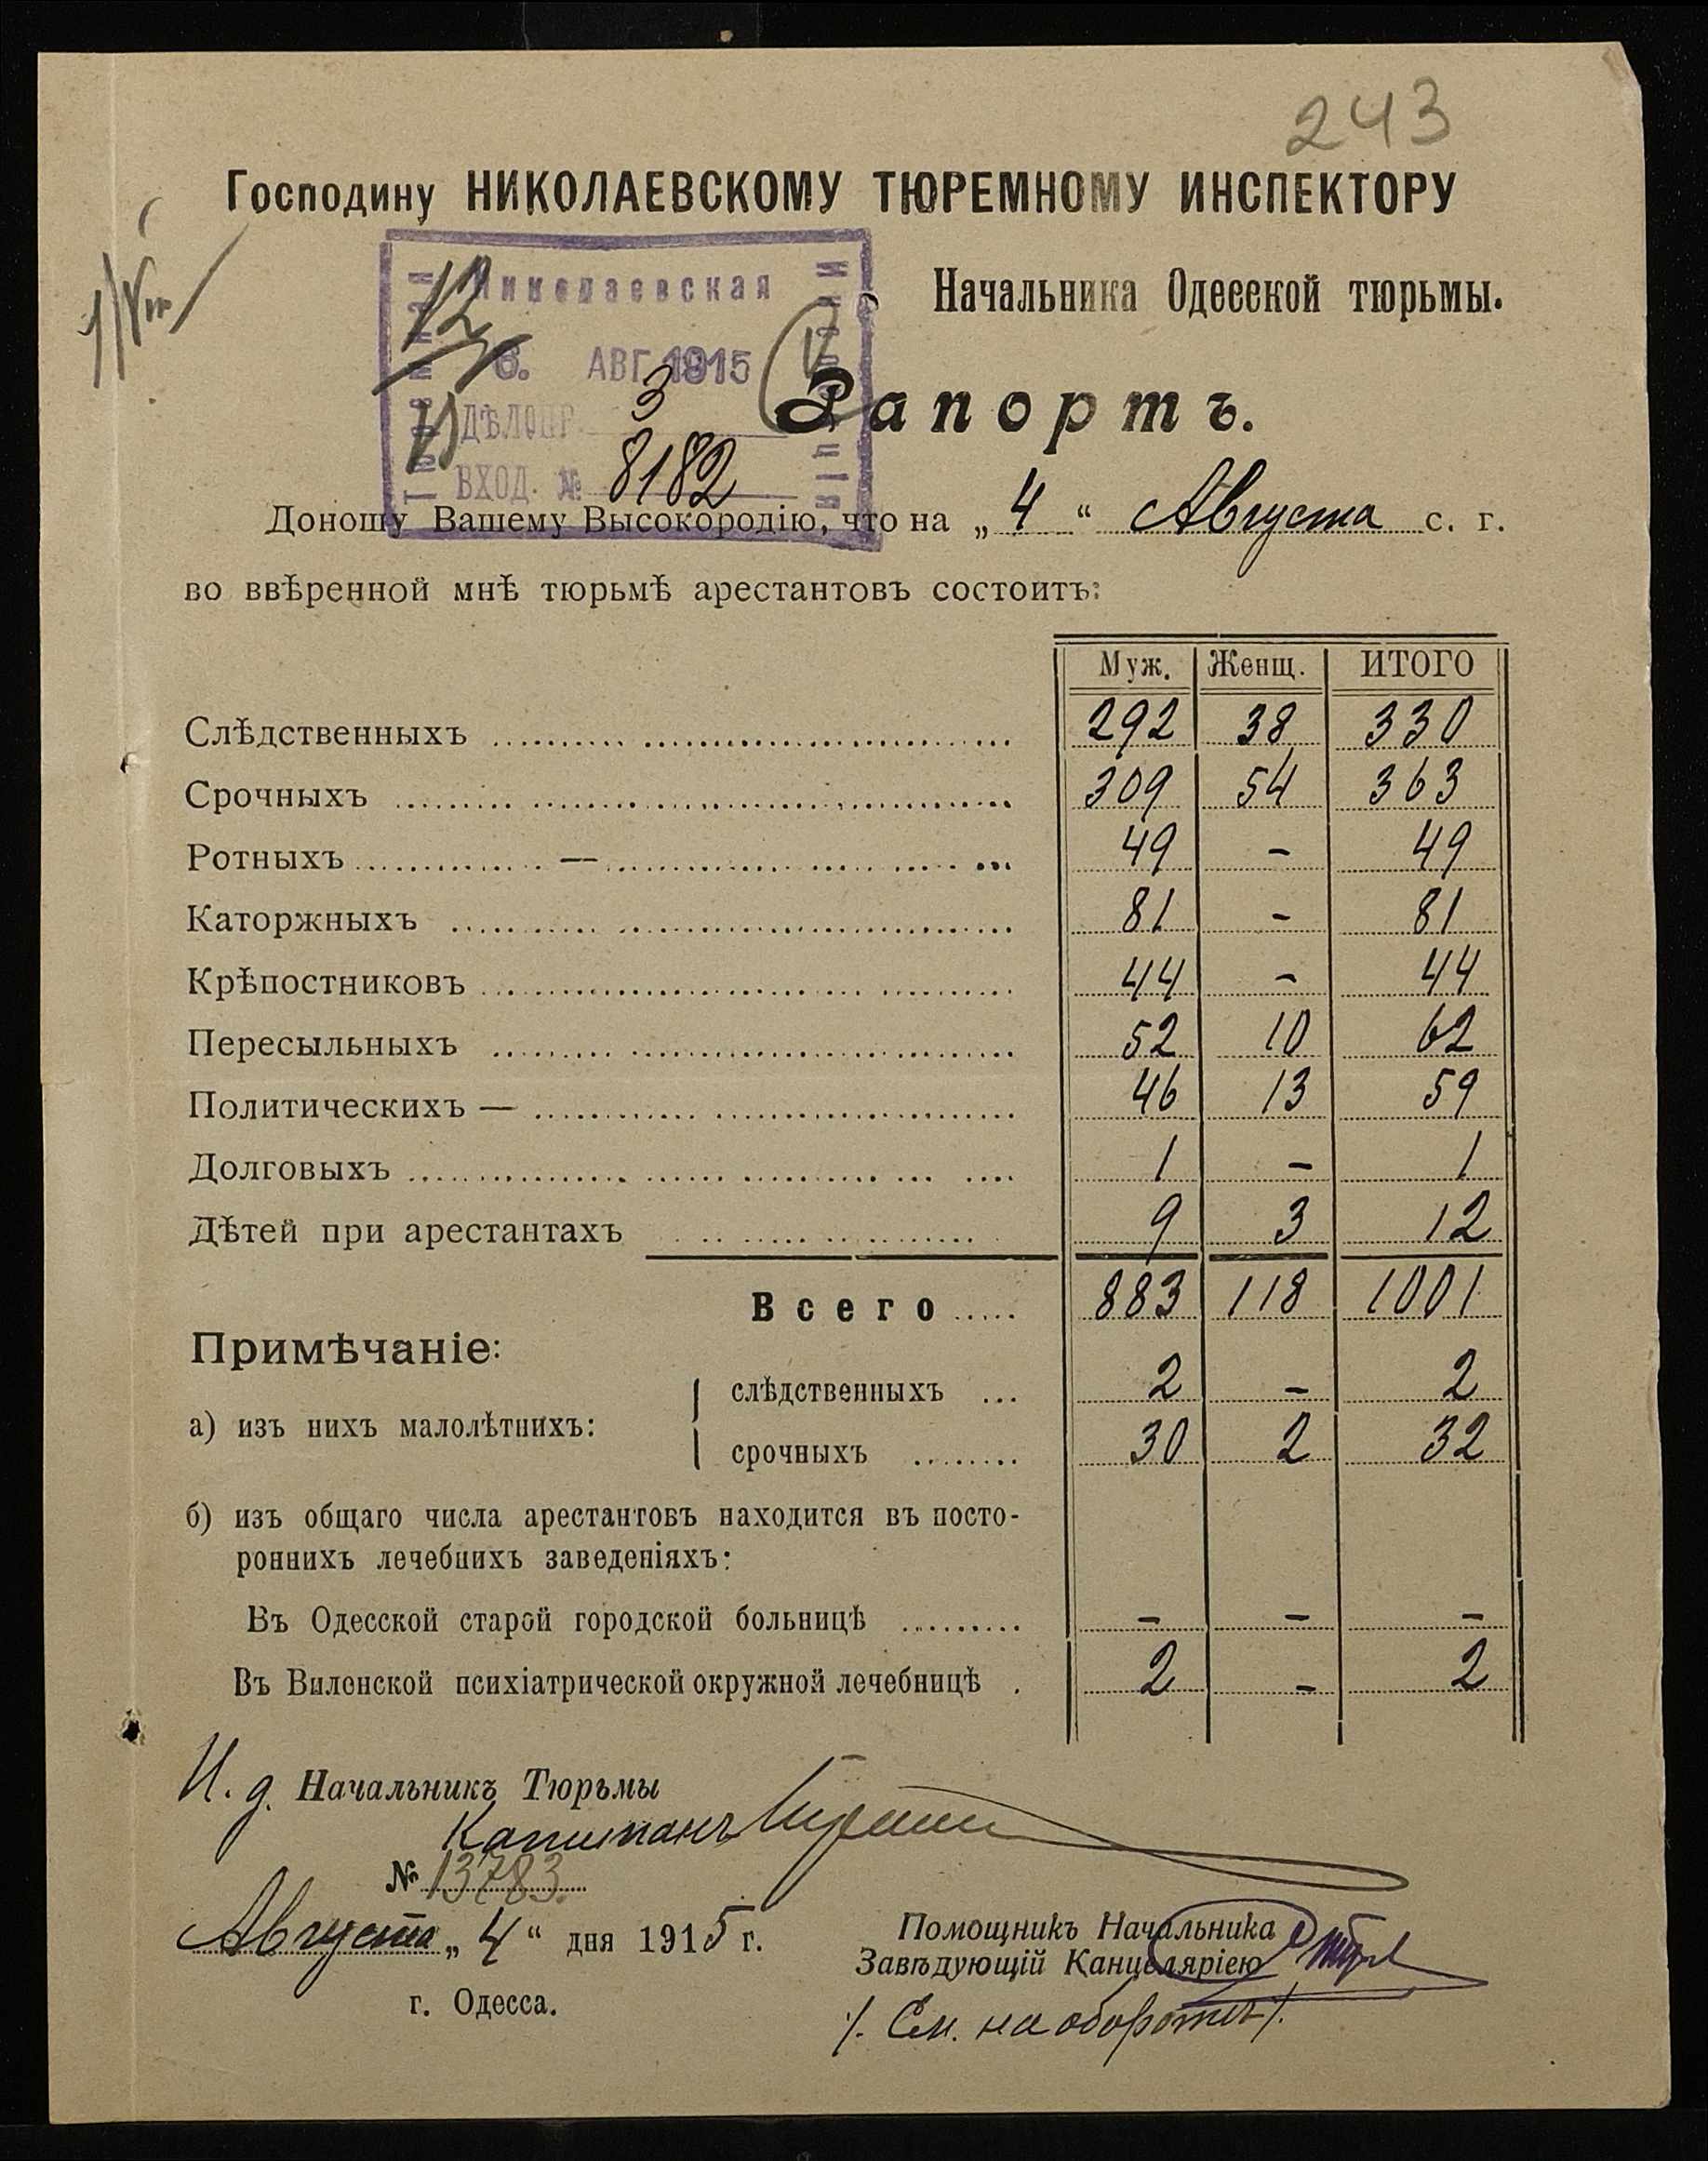 243
Господину НИКОЛАЕВСКОМУ ТЮРЕМНОМУ ИНСПЕКТОРУ
Николаевская
Начальника Одесской тюрьмы.
12
6. АВГ 1915
ДѢЛОПР. 3
Рапортъ.
ВХОД. № 8182
Доношу Вашему Высокородію, что на „4“ Августа с. г.
во ввѣренной мнѣ тюрьмѣ арестантовъ состоитъ:
Муж. Женщ. ИТОГО
Слѣдственныхъ 292 38 330
Срочныхъ 309 54 363
Ротныхъ — 49 - 49
Каторжныхъ 81 - 81
Крѣпостниковъ 44 - 44
Пересыльныхъ 52 10 62
Политическихъ — 46 13 59
Долговыхъ 1 - 1
Дѣтей при арестантахъ 9 3 12
Всего 883 118 1001
Примѣчаніе:
слѣдственныхъ 2 - 2
а) изъ нихъ малолѣтнихъ:
срочныхъ 30 2 32
б) изъ общаго числа арестантовъ находится въ посто-
роннихъ лечебнихъ заведеніяхъ:
Въ Одесской старой городской больницѣ - - -
Въ Виленской психіатрической окружной лечебницѣ 2 - 2
И. д. Начальникъ Тюрьмы
Капитанъ
№ 13783.
Августа „4“ дня 1915 г.
г. Одесса.
Помощникъ Начальника
Завѣдующій Канцеляріею
/. См. на оборотѣ /.